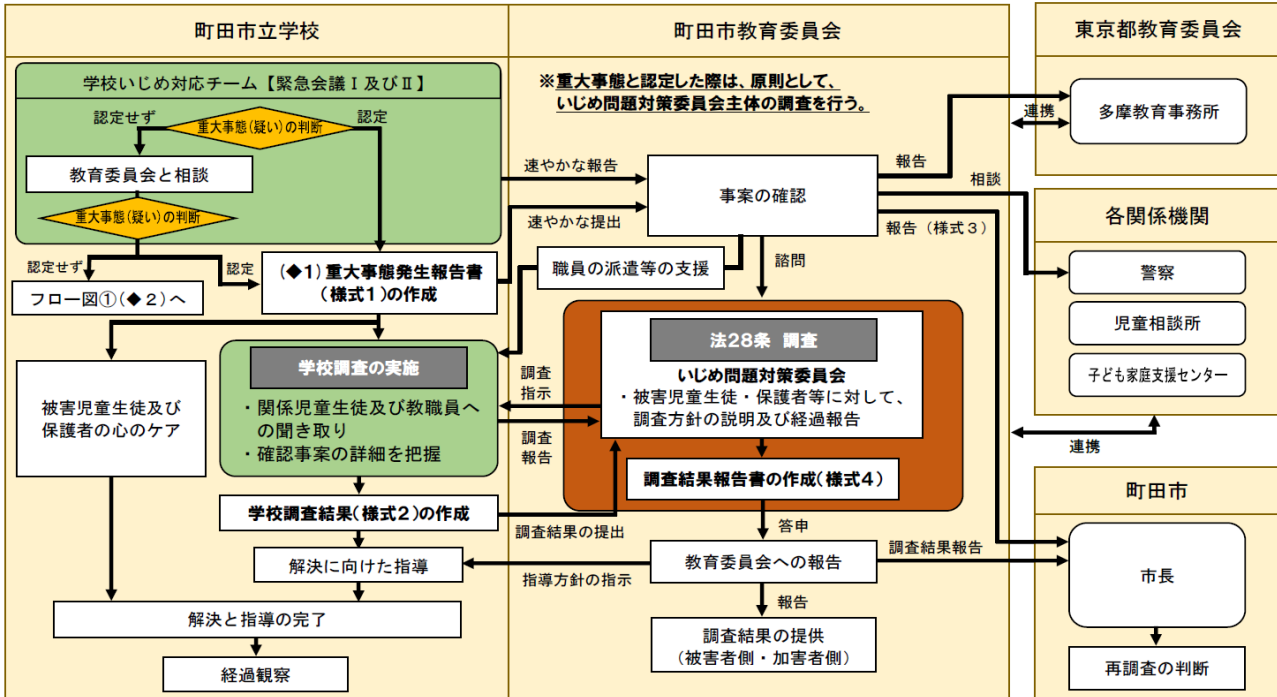 町田市立学校
学校いじめ対応チーム【緊急会議Ⅰ及びⅡ】
認定せず
重大事態(疑い)の判断
認定
教育委員会と相談
重大事態(疑い)の判断
認定せず
認定
フロー図①(◆2)へ
(◆1)重大事態発生報告書
(様式1)の作成
被害児童生徒及び
保護者の心のケア
学校調査の実施
・関係児童生徒及び教職員へ
の聞き取り
・確認事案の詳細を把握
学校調査結果(様式2)の作成
解決に向けた指導
解決と指導の完了
経過観察
町田市教育委員会
※重大事態と認定した際は、原則として、
いじめ問題対策委員会主体の調査を行う。
速やかな報告
速やかな提出
事案の確認
職員の派遣等の支援
諮問
調査
指示
調査
報告
法28条 調査
いじめ問題対策委員会
・被害児童生徒・保護者等に対して、
調査方針の説明及び経過報告
調査結果報告書の作成(様式4)
調査結果の提出
答申
指導方針の指示
教育委員会への報告
調査結果報告
報告
調査結果の提供
(被害者側・加害者側)
報告
相談
報告(様式3)
東京都教育委員会
連携
多摩教育事務所
各関係機関
警察
児童相談所
子ども家庭支援センター
連携
町田市
市長
再調査の判断